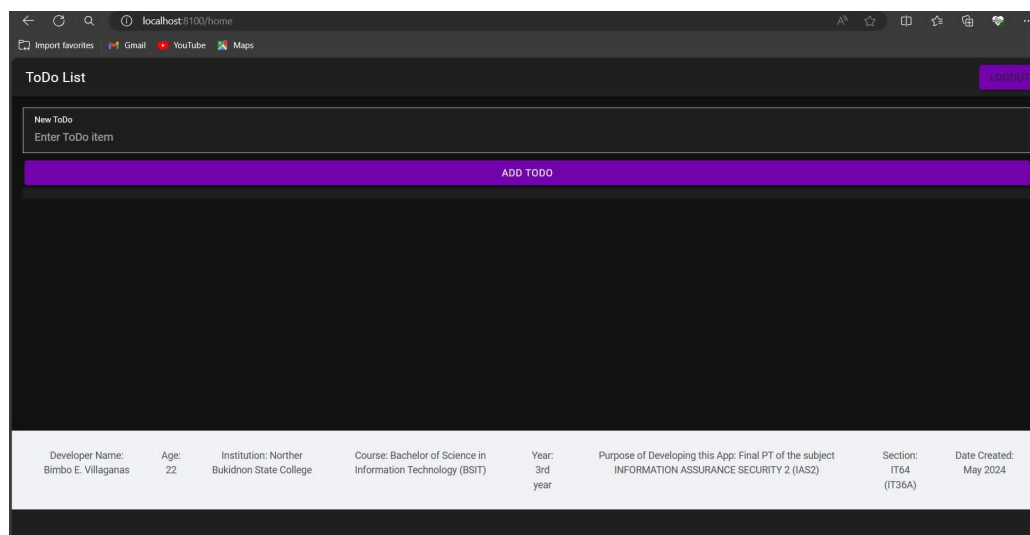 localhost:8100/home
Import favorites Gmail YouTube Maps
ToDo List
LOGOUT
New ToDo
Enter ToDo item
ADD TODO
Developer Name:
Bimbo E. Villaganas
Age:
22
Institution: Norther
Bukidnon State College
Course: Bachelor of Science in
Information Technology (BSIT)
Year:
3rd
year
Purpose of Developing this App: Final PT of the subject
INFORMATION ASSURANCE SECURITY 2 (IAS2)
Section:
IT64
(IT36A)
Date Created:
May 2024